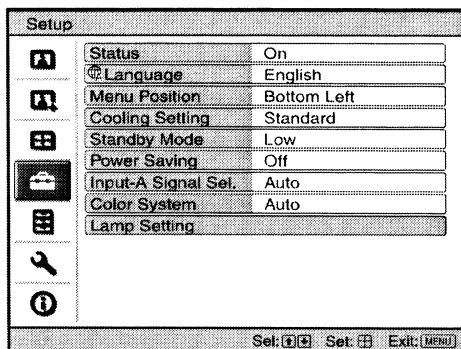 Setup
Status On
Language English
Menu Position Bottom Left
Cooling Setting Standard
Standby Mode Low
Power Saving Off
Input-A Signal Sel. Auto
Color System Auto
Lamp Setting
Sel: Set: Exit: MENU